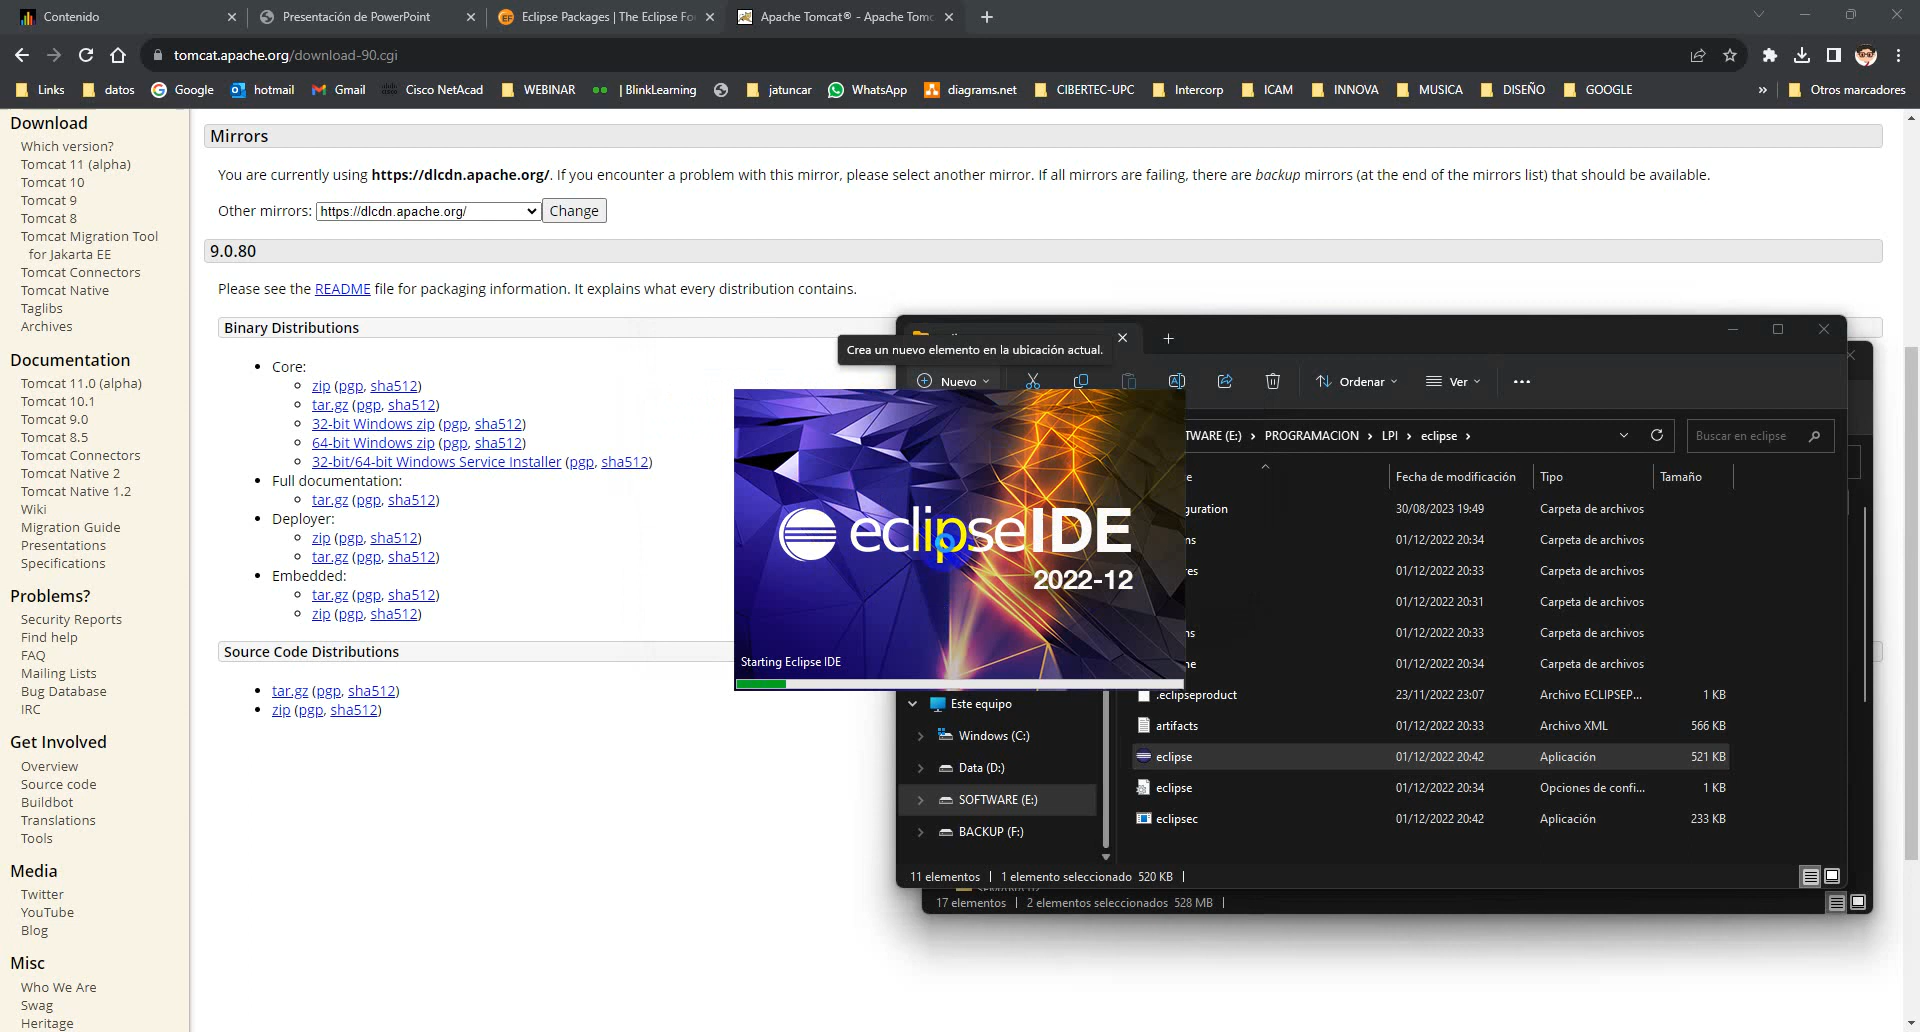 Contenido
Presentación de PowerPoint
Eclipse Packages | The Eclipse Fo
Apache Tomcat® - Apache Tomc
tomcat.apache.org/download-90.cgi
Links
datos
Google
hotmail
Gmail
Cisco NetAcad
WEBINAR
| BlinkLearning
jatuncar
WhatsApp
diagrams.net
CIBERTEC-UPC
Intercorp
ICAM
INNOVA
MUSICA
DISEÑO
GOOGLE
»
Otros marcadores
Download
Which version?
Tomcat 11 (alpha)
Tomcat 10
Tomcat 9
Tomcat 8
Tomcat Migration Tool
for Jakarta EE
Tomcat Connectors
Tomcat Native
Taglibs
Archives
Documentation
Tomcat 11.0 (alpha)
Tomcat 10.1
Tomcat 9.0
Tomcat 8.5
Tomcat Connectors
Tomcat Native 2
Tomcat Native 1.2
Wiki
Migration Guide
Presentations
Specifications
Problems?
Security Reports
Find help
FAQ
Mailing Lists
Bug Database
IRC
Get Involved
Overview
Source code
Buildbot
Translations
Tools
Media
Twitter
YouTube
Blog
Misc
Who We Are
Swag
Heritage
Mirrors
You are currently using https://dlcdn.apache.org/. If you encounter a problem with this mirror, please select another mirror. If all mirrors are failing, there are backup mirrors (at the end of the mirrors list) that should be available.
Other mirrors: https://dlcdn.apache.org/ Change
9.0.80
Please see the README file for packaging information. It explains what every distribution contains.
Binary Distributions
Core:
zip (pgp, sha512)
tar.gz (pgp, sha512)
32-bit Windows zip (pgp, sha512)
64-bit Windows zip (pgp, sha512)
32-bit/64-bit Windows Service Installer (pgp, sha512)
Full documentation:
tar.gz (pgp, sha512)
Deployer:
zip (pgp, sha512)
tar.gz (pgp, sha512)
Embedded:
tar.gz (pgp, sha512)
zip (pgp, sha512)
Source Code Distributions
tar.gz (pgp, sha512)
zip (pgp, sha512)
Crea un nuevo elemento en la ubicación actual.
Nuevo
Ordenar
Ver
TWARE (E:) > PROGRAMACION > LPI > eclipse >
Buscar en eclipse
eclipseIDE
2022-12
Starting Eclipse IDE
e
Fecha de modificación
Tipo
Tamaño
guration 30/08/2023 19:49 Carpeta de archivos
ns 01/12/2022 20:34 Carpeta de archivos
res 01/12/2022 20:33 Carpeta de archivos
01/12/2022 20:31 Carpeta de archivos
ns 01/12/2022 20:33 Carpeta de archivos
ne 01/12/2022 20:34 Carpeta de archivos
.eclipseproduct 23/11/2022 23:07 Archivo ECLIPSEP... 1 KB
artifacts 01/12/2022 20:33 Archivo XML 566 KB
eclipse 01/12/2022 20:42 Aplicación 521 KB
eclipse 01/12/2022 20:34 Opciones de confi... 1 KB
eclipsec 01/12/2022 20:42 Aplicación 233 KB
Este equipo
Windows (C:)
Data (D:)
SOFTWARE (E:)
BACKUP (F:)
11 elementos | 1 elemento seleccionado 520 KB |
17 elementos | 2 elementos seleccionados 528 MB |